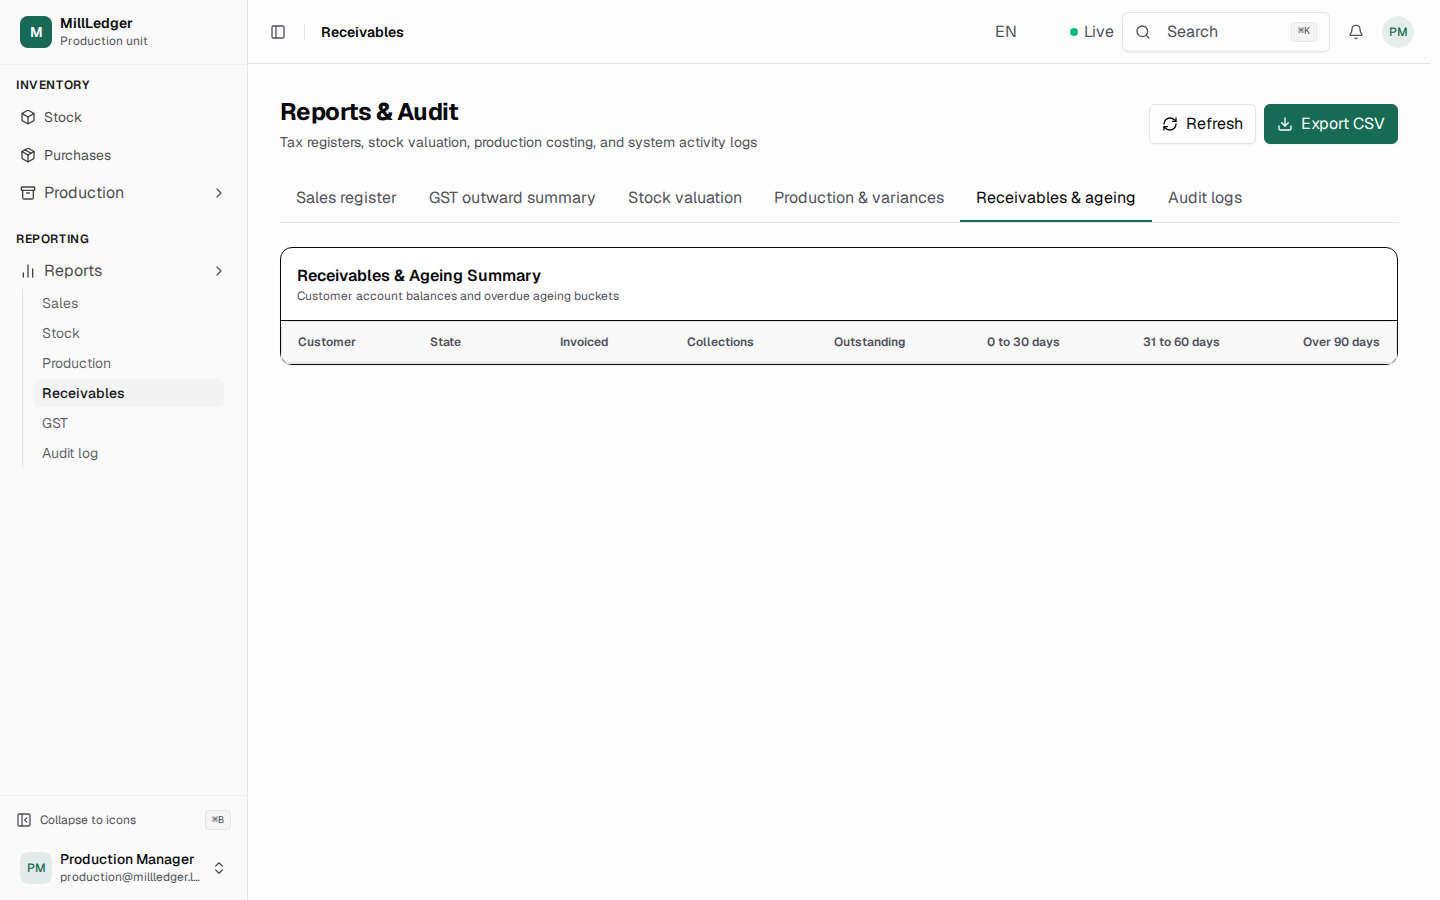 M
MillLedger
Production unit
INVENTORY
Stock
Purchases
Production
REPORTING
Reports
Sales
Stock
Production
Receivables
GST
Audit log
Collapse to icons
⌘B
PM
Production Manager
production@millledger.l...
Receivables
EN
Live
Search
⌘K
PM
Reports & Audit
Tax registers, stock valuation, production costing, and system activity logs
Refresh
Export CSV
Sales register
GST outward summary
Stock valuation
Production & variances
Receivables & ageing
Audit logs
Receivables & Ageing Summary
Customer account balances and overdue ageing buckets
Customer
State
Invoiced
Collections
Outstanding
0 to 30 days
31 to 60 days
Over 90 days